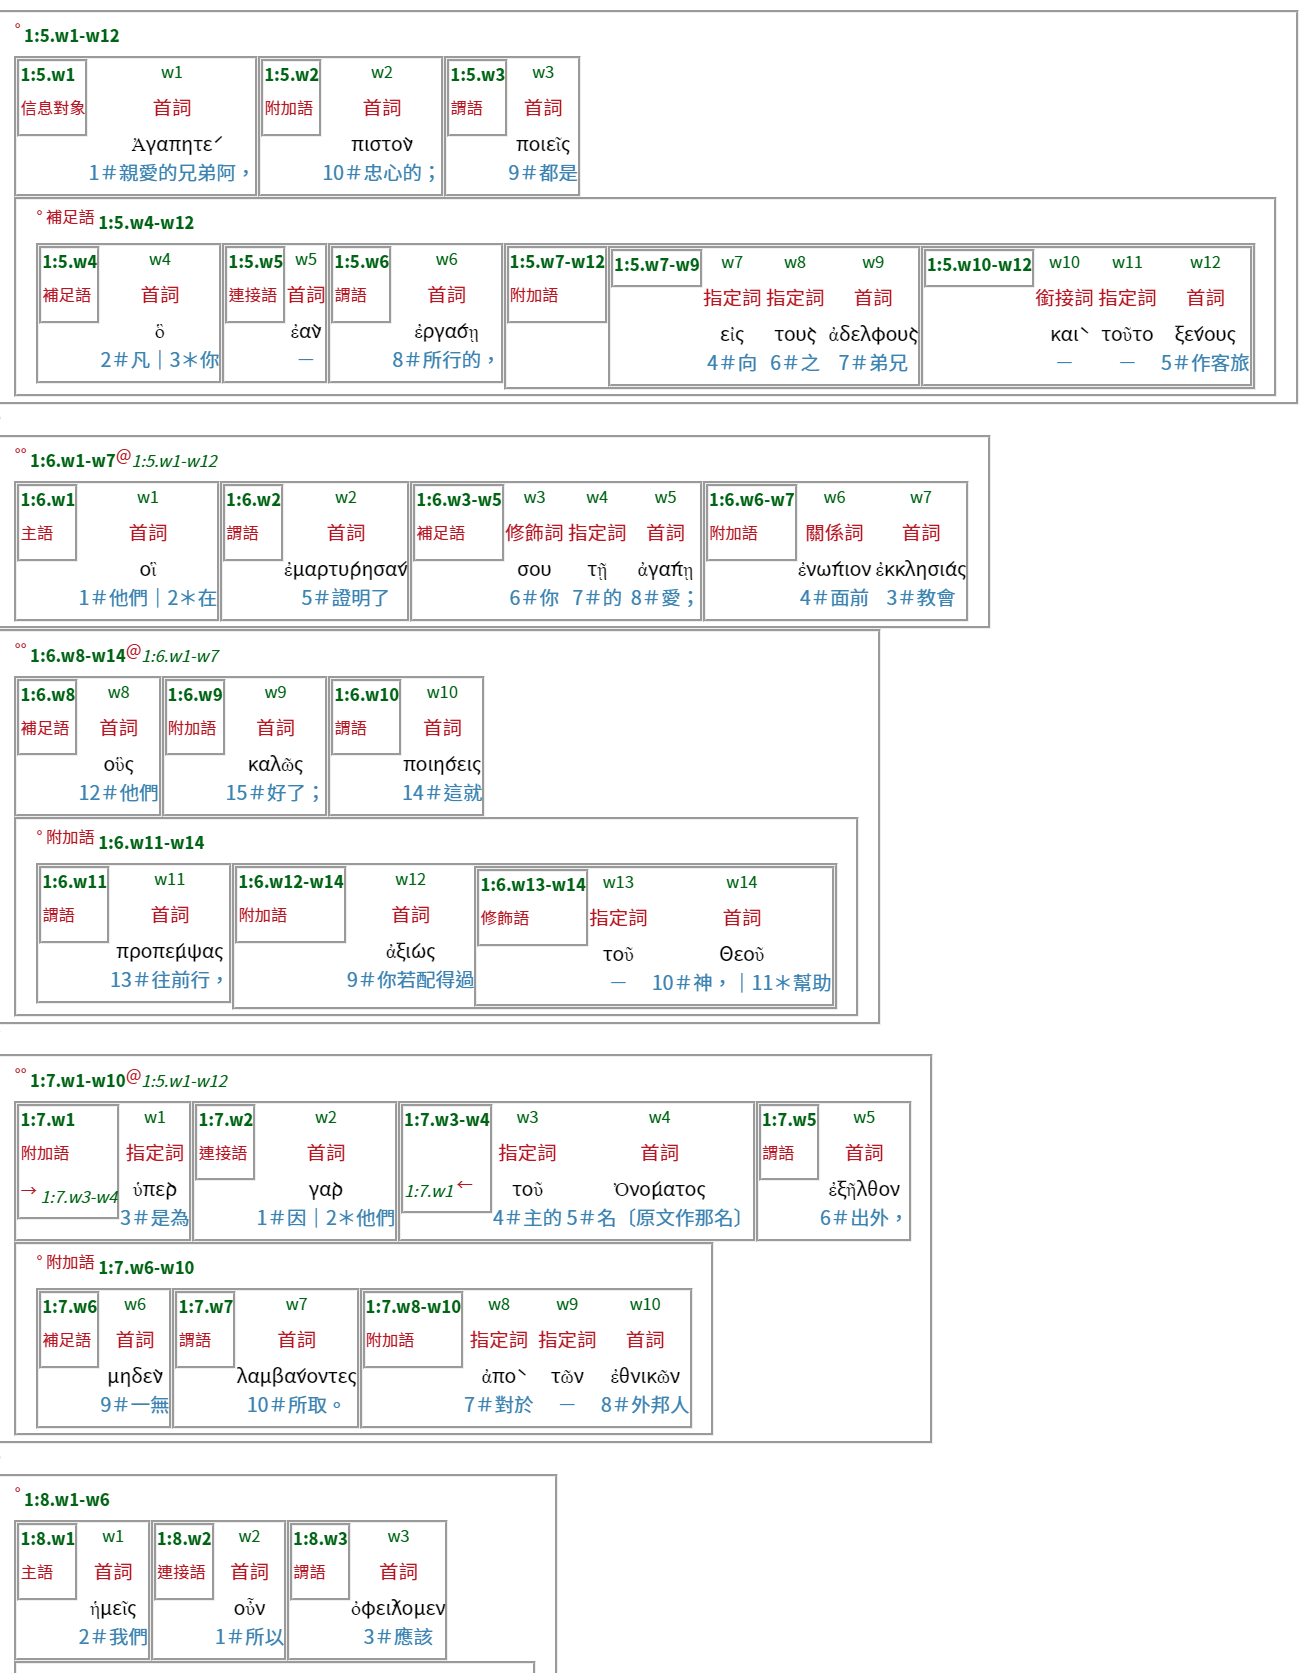 ° 1:5.w1-w12
1:5.w1 w1 1:5.w2 w2 1:5.w3 w3
信息對象 首詞 附加語 首詞 謂語 首詞
Ἀγαπητέ πιστὸν ποιεῖς
1＃親愛的兄弟阿， 10＃忠心的； 9＃都是
° 補足語 1:5.w4-w12
1:5.w4 w4 1:5.w5 w5 1:5.w6 w6 1:5.w7-w12 1:5.w7-w9 w7 w8 w9 1:5.w10-w12 w10 w11 w12
補足語 首詞 連接語 首詞 謂語 首詞 附加語 指定詞 指定詞 首詞 銜接詞 指定詞 首詞
ὃ ἐὰν ἐργάσῃ εἰς τοὺς ἀδελφοὺς καὶ τοῦτο ξένους
2＃凡｜3＊你 － 8＃所行的， 4＃向 6＃之 7＃弟兄 － － 5＃作客旅
°° 1:6.w1-w7@1:5.w1-w12
1:6.w1 w1 1:6.w2 w2 1:6.w3-w5 w3 w4 w5 1:6.w6-w7 w6 w7
主語 首詞 謂語 首詞 補足語 修飾詞 指定詞 首詞 附加語 關係詞 首詞
οἳ ἐμαρτύρησάν σου τῇ ἀγάπῃ ἐνώπιον ἐκκλησίας
1＃他們｜2＊在 5＃證明了 6＃你 7＃的 8＃愛； 4＃面前 3＃教會
°° 1:6.w8-w14@1:6.w1-w7
1:6.w8 w8 1:6.w9 w9 1:6.w10 w10
補足語 首詞 附加語 首詞 謂語 首詞
οὓς καλῶς ποιήσεις
12＃他們 15＃好了； 14＃這就
° 附加語 1:6.w11-w14
1:6.w11 w11 1:6.w12-w14 w12 1:6.w13-w14 w13 w14
謂語 首詞 附加語 首詞 修飾語 指定詞 首詞
προπέμψας ἀξίως τοῦ Θεοῦ
13＃往前行， 9＃你若配得過 － 10＃神，｜11＊幫助
°° 1:7.w1-w10@1:5.w1-w12
1:7.w1 w1 1:7.w2 w2 1:7.w3-w4 w3 w4 1:7.w5 w5
附加語 指定詞 連接語 首詞 指定詞 首詞 謂語 首詞
→ 1:7.w3-w4 ὑπὲρ γὰρ 1:7.w1 ← τοῦ Ὀνόματος ἐξῆλθον
3＃是為 1＃因｜2＊他們 4＃主的 5＃名〔原文作那名〕 6＃出外，
° 附加語 1:7.w6-w10
1:7.w6 w6 1:7.w7 w7 1:7.w8-w10 w8 w9 w10
補足語 首詞 謂語 首詞 附加語 指定詞 指定詞 首詞
μηδὲν λαμβάνοντες ἀπὸ τῶν ἐθνικῶν
9＃一無 10＃所取。 7＃對於 － 8＃外邦人
° 1:8.w1-w6
1:8.w1 w1 1:8.w2 w2 1:8.w3 w3
主語 首詞 連接語 首詞 謂語 首詞
ἡμεῖς οὖν ὀφείλομεν
2＃我們 1＃所以 3＃應該